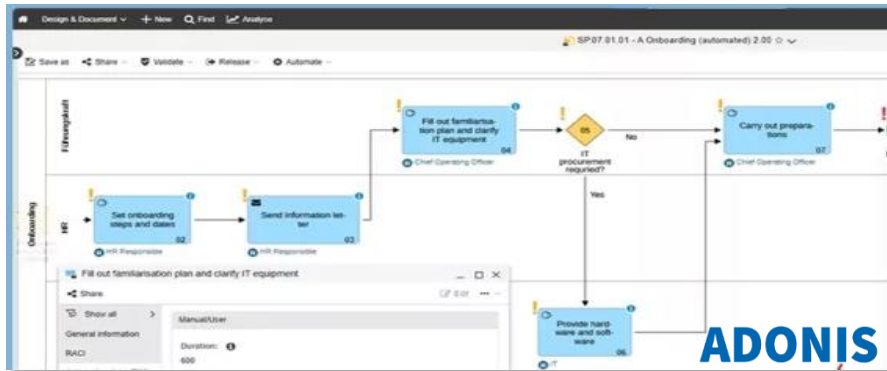 Design & Document
New
Find
Analyse
SP.07.01.01 - A Onboarding (automated) 2.00
Save as
Share
Validate
Release
Automate
Onboarding
Führungskraft
HR
Fill out familiarisa-
tion plan and clarify
IT equipment
04
Chief Operating Officer
05
IT
procurement
requried?
No
Yes
Carry out prepara-
tions
07
Chief Operating Officer
Set onboarding
steps and dates
02
HR Responsible
Send information let-
ter
03
HR Responsible
Provide hard-
ware and soft-
ware
06
IT
Fill out familiarisation plan and clarify IT equipment
Share
Edit
Show all
General information
RACI
Manual/User
Duration:
600
ADONIS